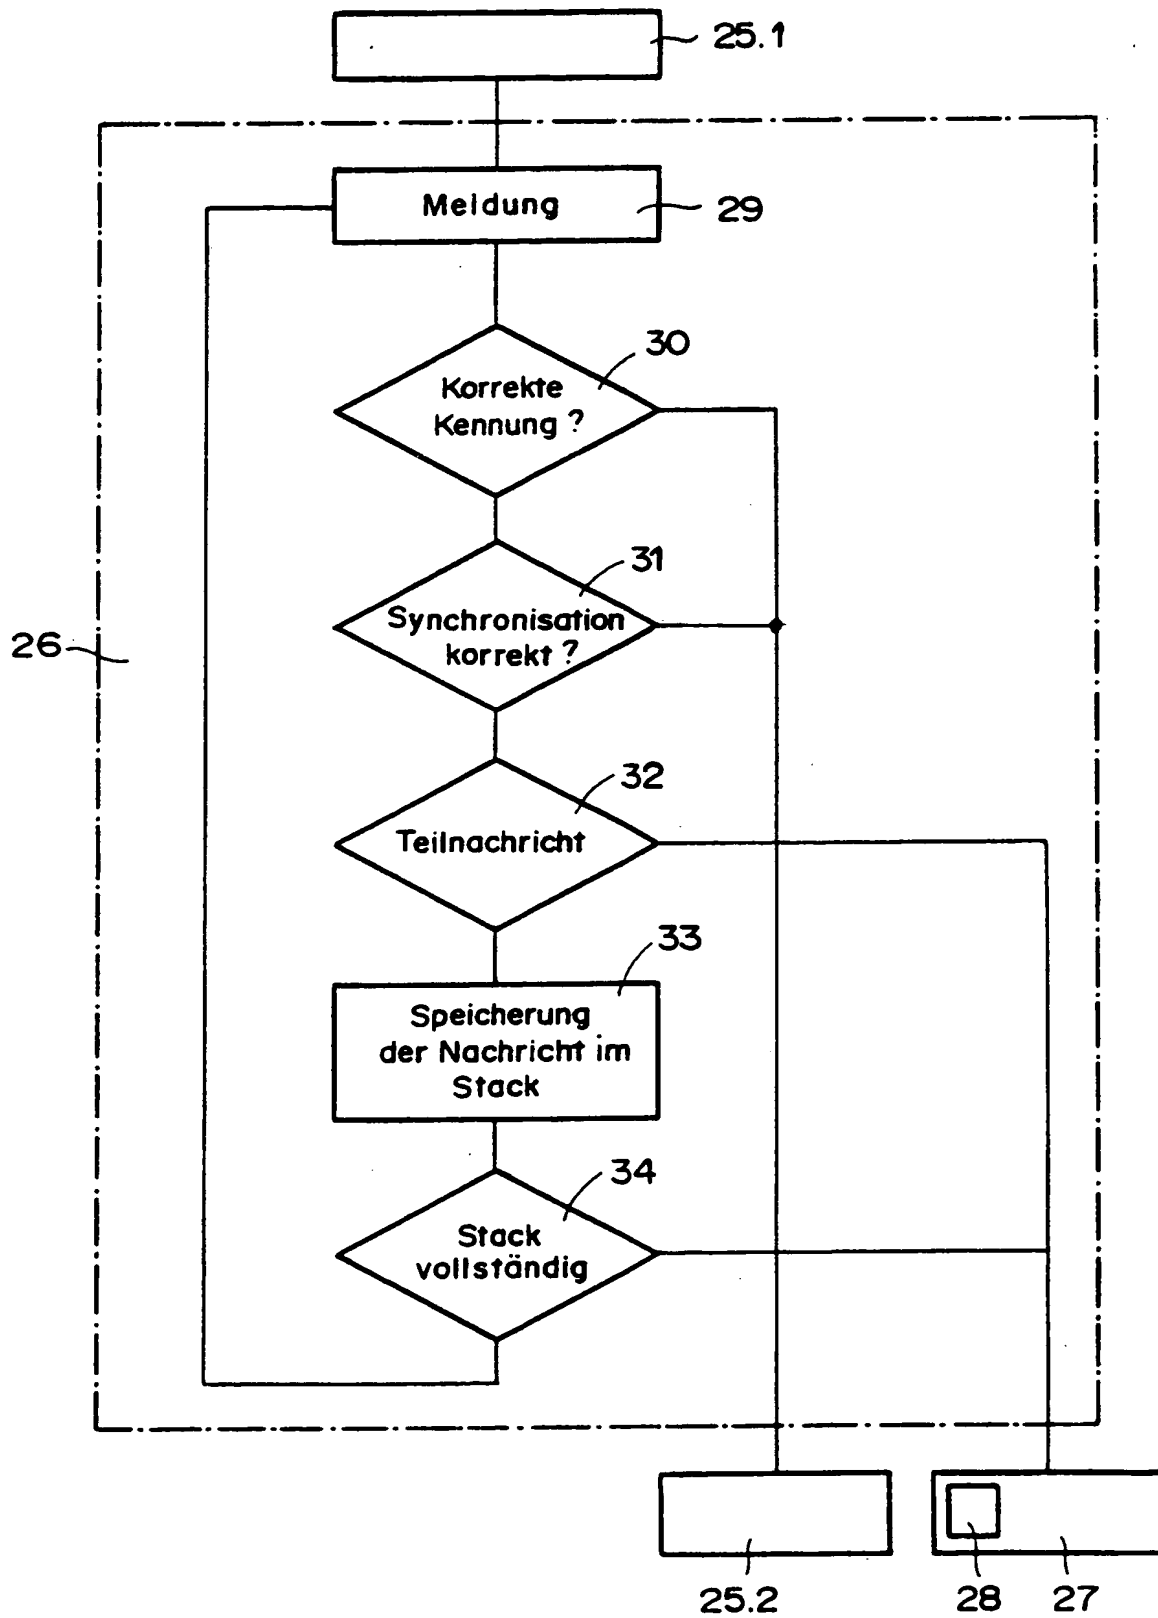 25.1
Meldung
29
30
Korrekte
Kennung ?
31
Synchronisation
korrekt ?
26
32
Teilnachricht
33
Speicherung
der Nachricht im
Stack
34
Stack
vollständig
25.2
28
27